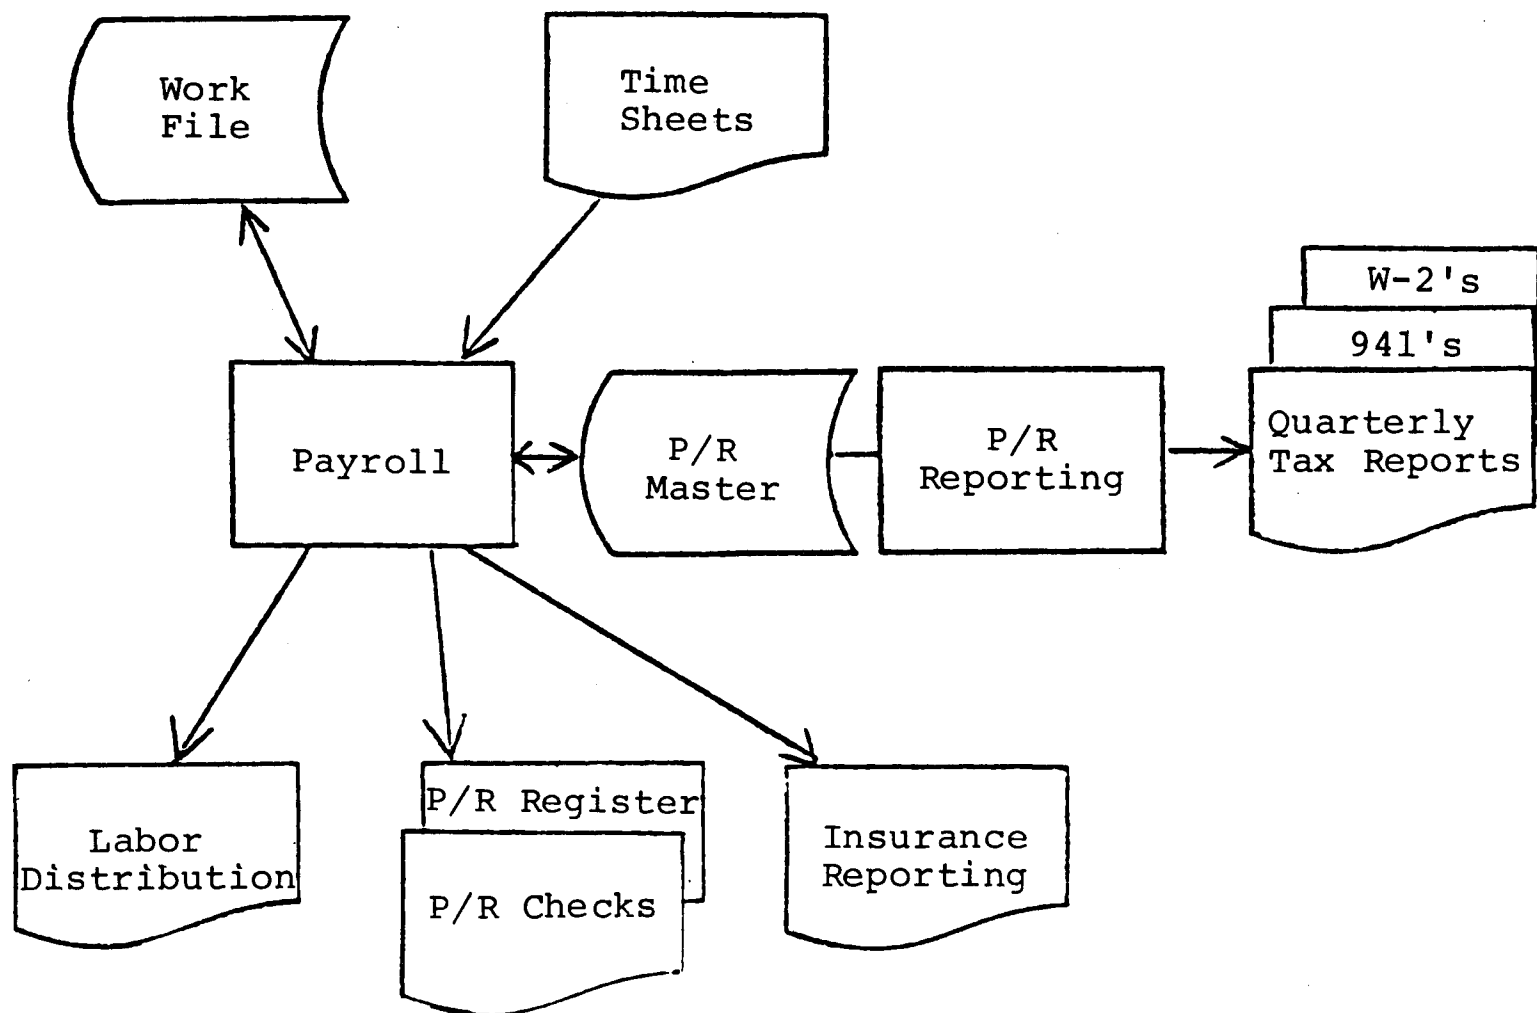 Work
File
Time
Sheets
W-2's
941's
Quarterly
Tax Reports
Payroll
P/R
Master
P/R
Reporting
P/R Register
P/R Checks
Labor
Distribution
Insurance
Reporting